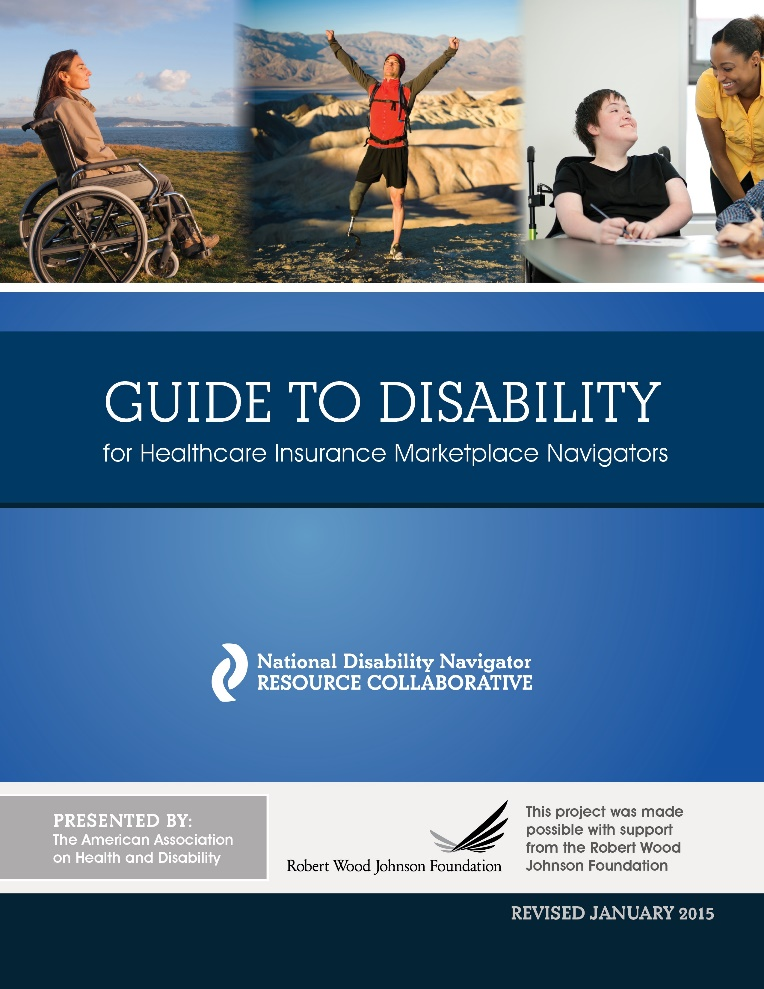 GUIDE TO DISABILITY
for Healthcare Insurance Marketplace Navigators
National Disability Navigator
RESOURCE COLLABORATIVE
PRESENTED BY:
The American Association
on Health and Disability
Robert Wood Johnson Foundation
This project was made
possible with support
from the Robert Wood
Johnson Foundation
REVISED JANUARY 2015